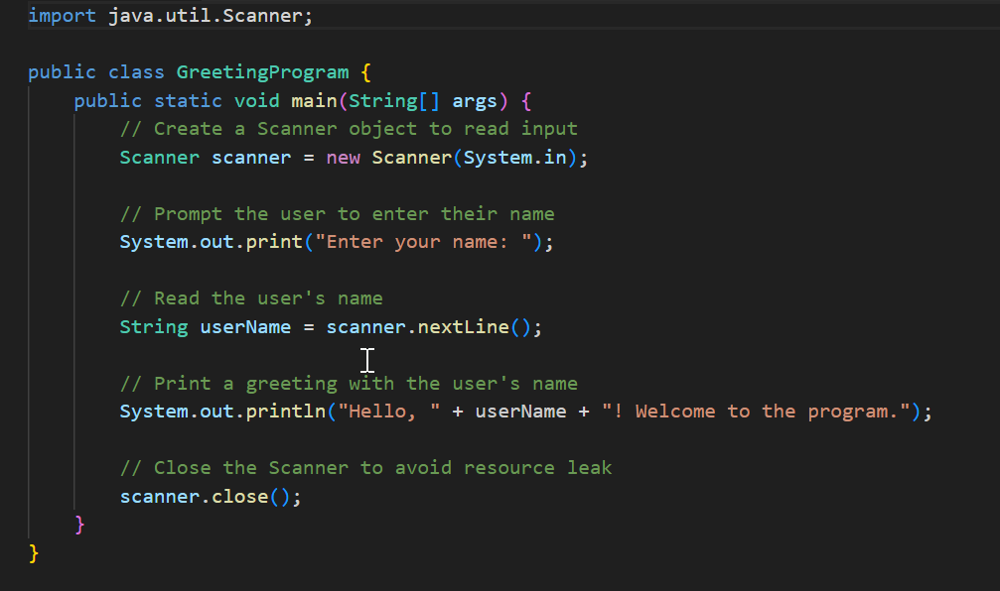 import java.util.Scanner;

public class GreetingProgram {
    public static void main(String[] args) {
        // Create a Scanner object to read input
        Scanner scanner = new Scanner(System.in);

        // Prompt the user to enter their name
        System.out.print("Enter your name: ");

        // Read the user's name
        String userName = scanner.nextLine();

        // Print a greeting with the user's name
        System.out.println("Hello, " + userName + "! Welcome to the program.");

        // Close the Scanner to avoid resource leak
        scanner.close();
    }
}